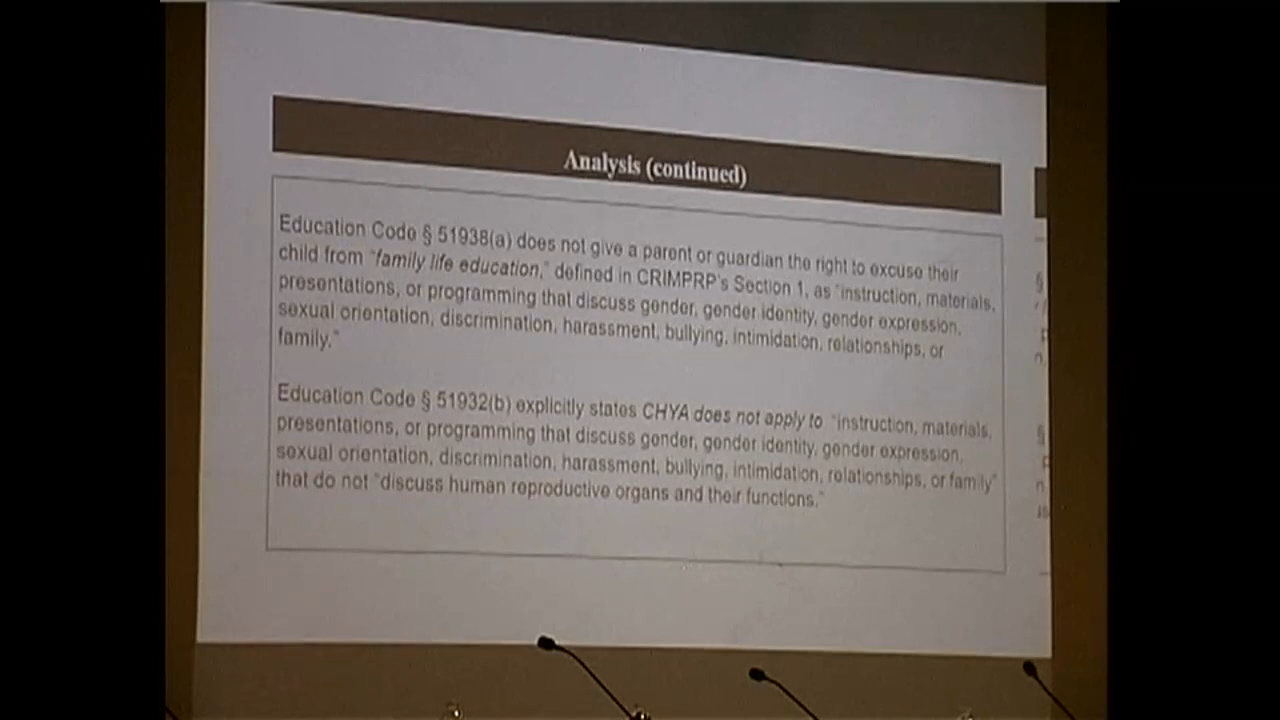 Analysis (continued)
Education Code § 51938(a) does not give a parent or guardian the right to excuse their
child from "family life education," defined in CRIMPRP's Section 1, as "instruction, materials,
presentations, or programming that discuss gender, gender identity, gender expression,
sexual orientation, discrimination, harassment, bullying, intimidation, relationships, or
family."
Education Code § 51932(b) explicitly states CHYA does not apply to "instruction, materials,
presentations, or programming that discuss gender, gender identity, gender expression,
sexual orientation, discrimination, harassment, bullying, intimidation, relationships, or family"
that do not "discuss human reproductive organs and their functions."